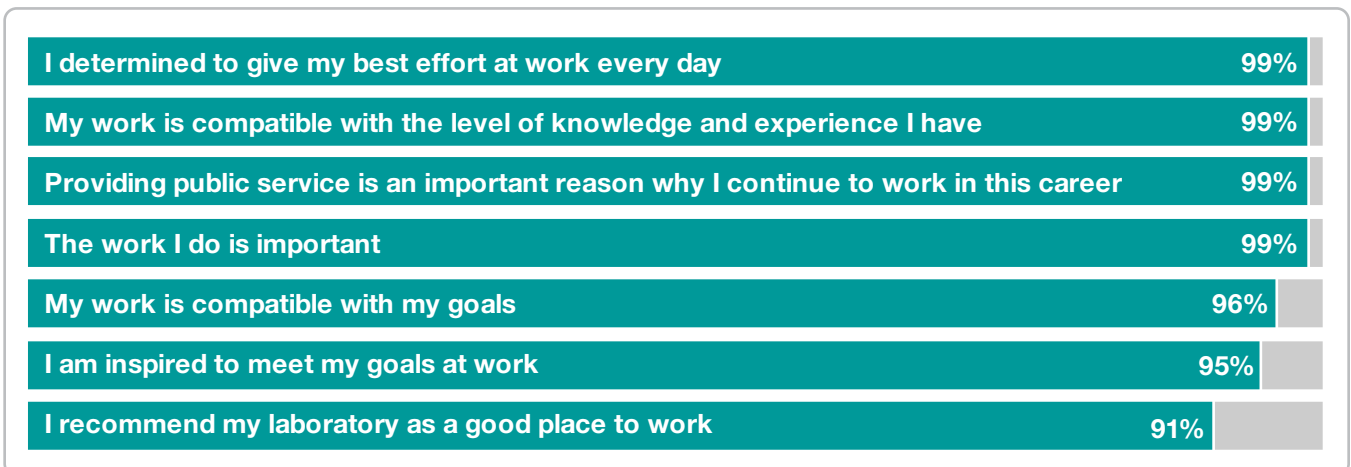 I determined to give my best effort at work every day 99%
My work is compatible with the level of knowledge and experience I have 99%
Providing public service is an important reason why I continue to work in this career 99%
The work I do is important 99%
My work is compatible with my goals 96%
I am inspired to meet my goals at work 95%
I recommend my laboratory as a good place to work 91%